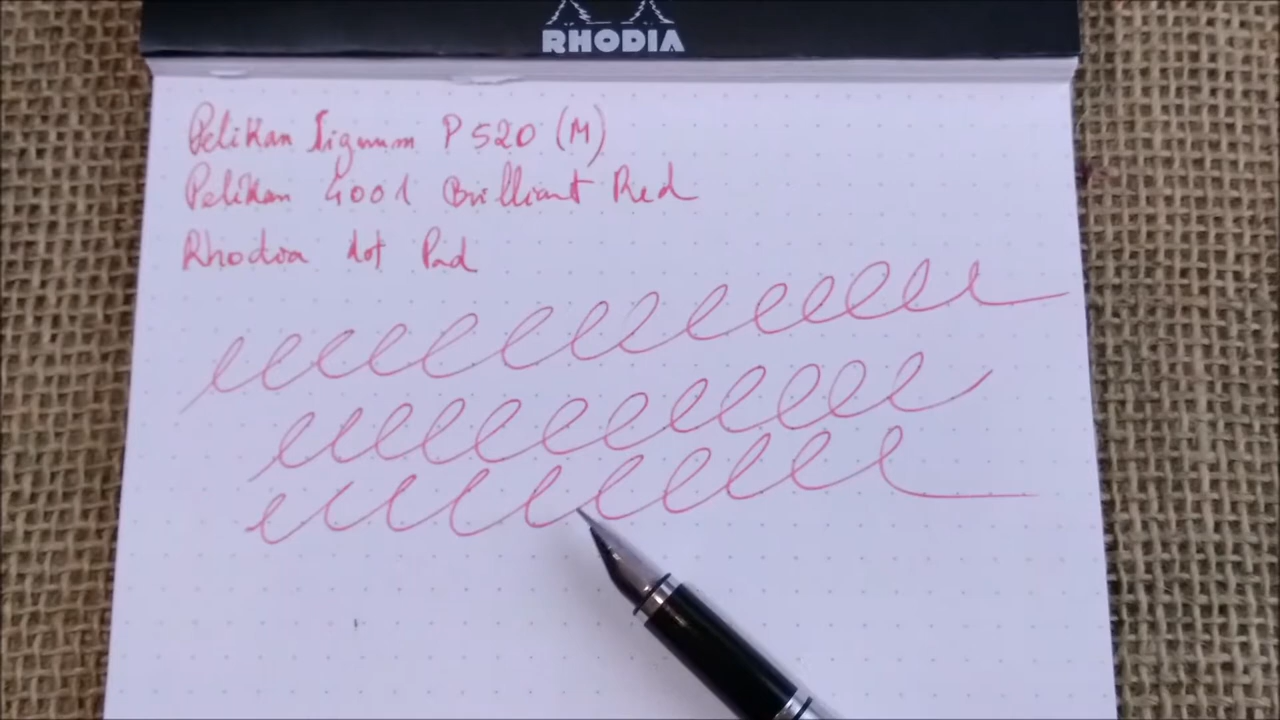 RHODIA
Pelikan Signum P520 (M)
Pelikan 4001 Brilliant Red
Rhodia dot Pad